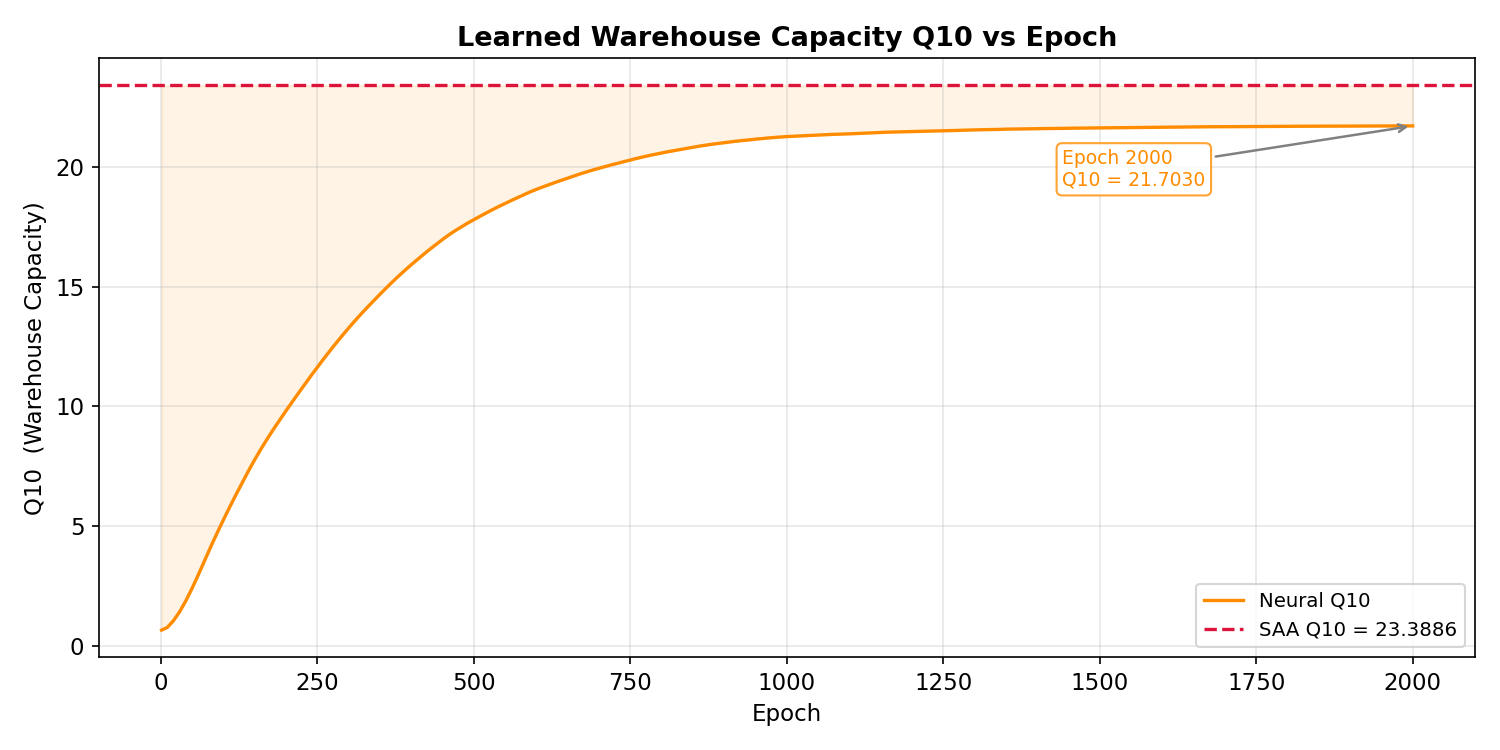 Learned Warehouse Capacity Q10 vs Epoch
Q10  (Warehouse Capacity)
20
15
10
5
0
Epoch 2000
Q10 = 21.7030
Neural Q10
SAA Q10 = 23.3886
0 250 500 750 1000 1250 1500 1750 2000
Epoch